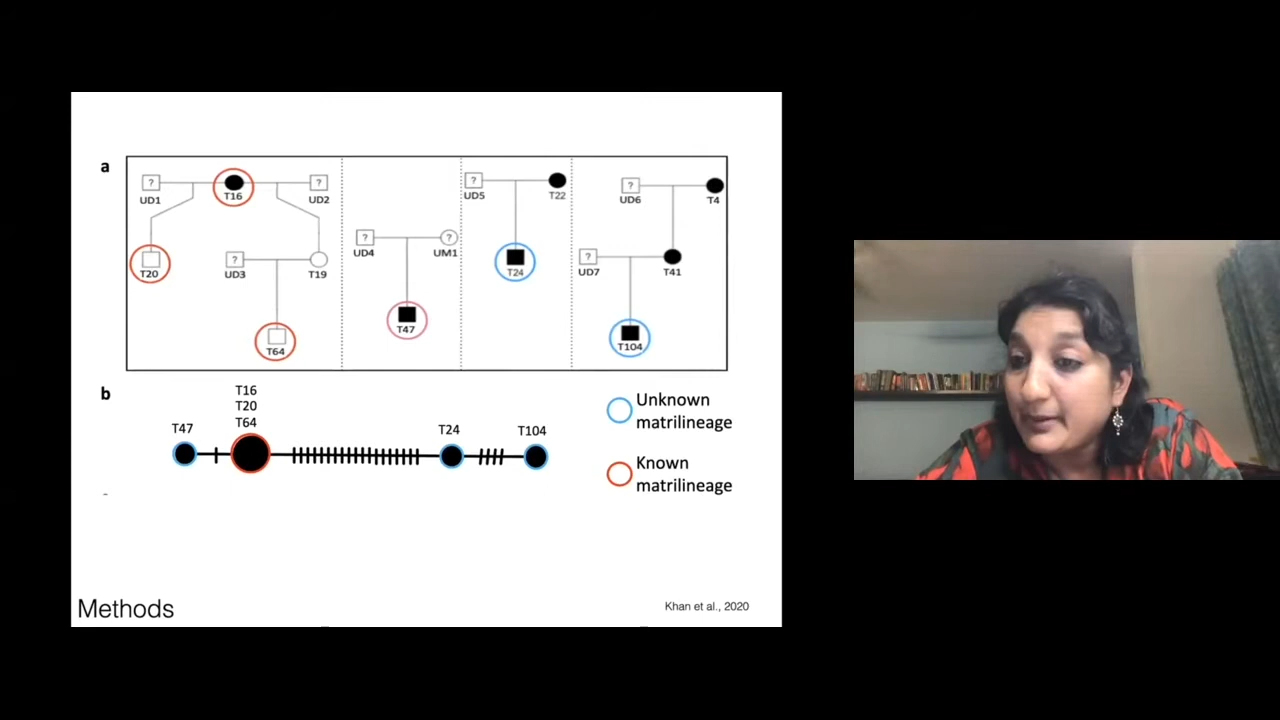 a
? T16 ? ? T22 ? T4
UD1 UD2 UD5 UD6
? ? ? ?
T20 UD3 T19 UD4 UM1 T24 UD7 T41
T64 T47 T104
b
T16
T20
T47 T64 T24 T104
Unknown
matrilineage
Known
matrilineage
Methods
Khan et al., 2020